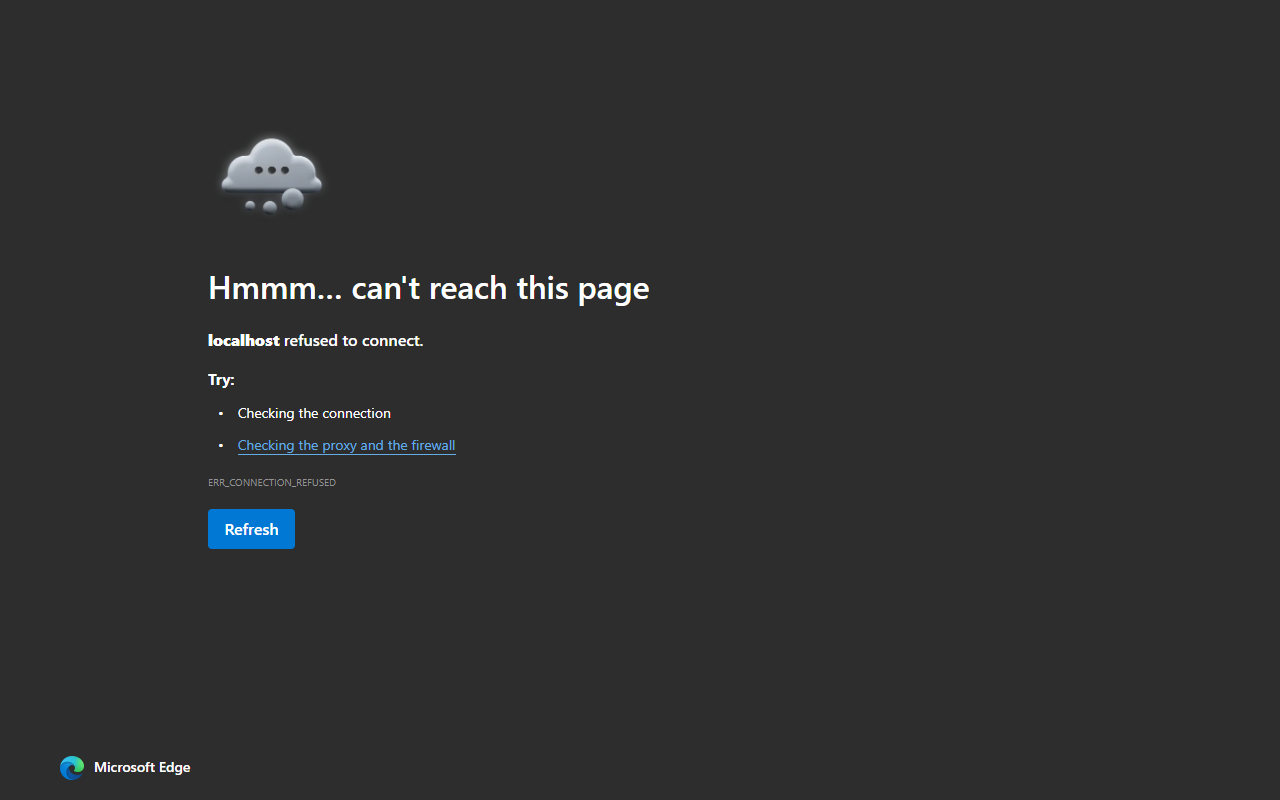 Hmmm... can't reach this page
localhost refused to connect.
Try:
• Checking the connection
• Checking the proxy and the firewall
ERR_CONNECTION_REFUSED
Refresh
Microsoft Edge